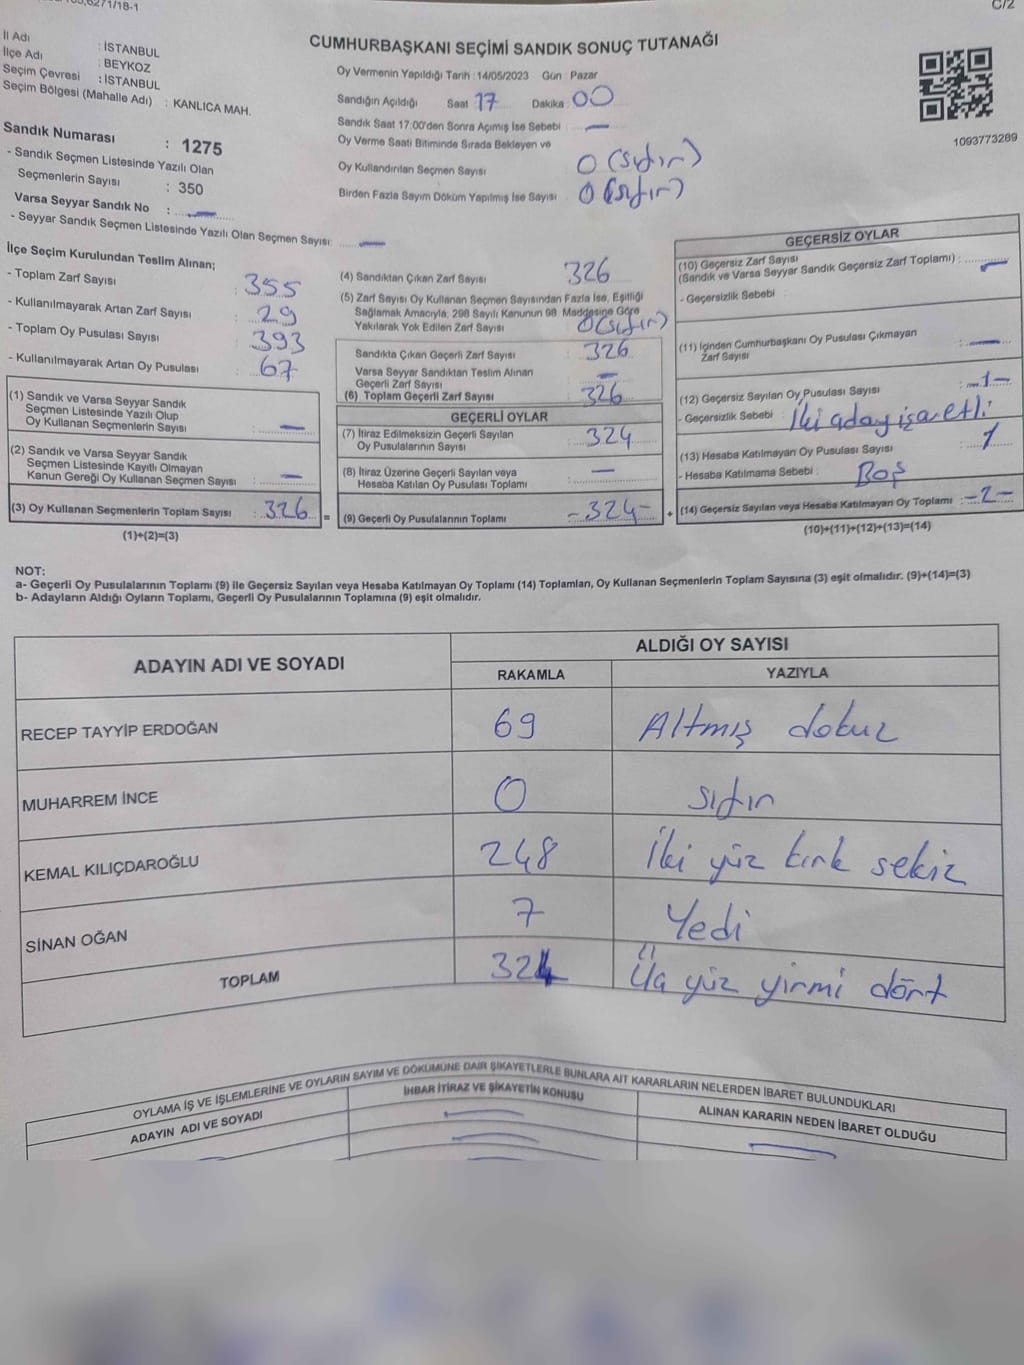 6271/18-1
C/2
İl Adı : İSTANBUL
İlçe Adı : BEYKOZ
Seçim Çevresi : İSTANBUL
Seçim Bölgesi (Mahalle Adı) : KANLICA MAH.
Sandık Numarası : 1275
- Sandık Seçmen Listesinde Yazılı Olan
Seçmenlerin Sayısı : 350
Varsa Seyyar Sandık No : —
- Seyyar Sandık Seçmen Listesinde Yazılı Olan Seçmen Sayısı: —
CUMHURBAŞKANI SEÇİMİ SANDIK SONUÇ TUTANAĞI
Oy Vermenin Yapıldığı Tarih : 14/05/2023 Gün : Pazar
Sandığın Açıldığı Saat 17 Dakika : 00
Sandık Saat 17:00'den Sonra Açımış İse Sebebi : —
Oy Verme Saati Bitiminde Sırada Bekleyen ve
Oy Kullandırılan Seçmen Sayısı : 0 (sıfır)
Birden Fazla Sayım Döküm Yapılmış İse Sayısı : 0 (sıfır)
1093773289
İlçe Seçim Kurulundan Teslim Alınan;
- Toplam Zarf Sayısı : 355
- Kullanılmayarak Artan Zarf Sayısı : 29
- Toplam Oy Pusulası Sayısı : 393
- Kullanılmayarak Artan Oy Pusulası : 67
(1) Sandık ve Varsa Seyyar Sandık
Seçmen Listesinde Yazılı Olup
Oy Kullanan Seçmenlerin Sayısı : —
(2) Sandık ve Varsa Seyyar Sandık
Seçmen Listesinde Kayıtlı Olmayan
Kanun Gereği Oy Kullanan Seçmen Sayısı : —
(3) Oy Kullanan Seçmenlerin Toplam Sayısı : 326 =
(1)+(2)=(3)
(4) Sandıktan Çıkan Zarf Sayısı 326
(5) Zarf Sayısı Oy Kullanan Seçmen Sayısından Fazla İse, Eşitliği
Sağlamak Amacıyla, 298 Sayılı Kanunun 98. Maddesine Göre
Yakılarak Yok Edilen Zarf Sayısı : 0 (sıfır)
Sandıkta Çıkan Geçerli Zarf Sayısı : 326
Varsa Seyyar Sandıktan Teslim Alınan
Geçerli Zarf Sayısı : —
(6) Toplam Geçerli Zarf Sayısı : 326
GEÇERLİ OYLAR
(7) İtiraz Edilmeksizin Geçerli Sayılan
Oy Pusulalarının Sayısı : 324
(8) İtiraz Üzerine Geçerli Sayılan veya
Hesaba Katılan Oy Pusulası Toplamı : —
(9) Geçerli Oy Pusulalarının Toplamı : -324- +
GEÇERSİZ OYLAR
(10) Geçersiz Zarf Sayısı
(Sandık ve Varsa Seyyar Sandık Geçersiz Zarf Toplamı) : —
- Geçersizlik Sebebi :
(11) İçinden Cumhurbaşkanı Oy Pusulası Çıkmayan
Zarf Sayısı : —
(12) Geçersiz Sayılan Oy Pusulası Sayısı : -1-
- Geçersizlik Sebebi : İki aday işaretli
(13) Hesaba Katılmayan Oy Pusulası Sayısı : 1
- Hesaba Katılmama Sebebi : Boş
(14) Geçersiz Sayılan veya Hesaba Katılmayan Oy Toplamı : -2-
(10)+(11)+(12)+(13)=(14)
NOT:
a- Geçerli Oy Pusulalarının Toplamı (9) ile Geçersiz Sayılan veya Hesaba Katılmayan Oy Toplamı (14) Toplamları, Oy Kullanan Seçmenlerin Toplam Sayısına (3) eşit olmalıdır. (9)+(14)=(3)
b- Adayların Aldığı Oyların Toplamı, Geçerli Oy Pusulalarının Toplamına (9) eşit olmalıdır.
ADAYIN ADI VE SOYADI
ALDIĞI OY SAYISI
RAKAMLA YAZIYLA
RECEP TAYYİP ERDOĞAN 69 Altmış dokuz
MUHARREM İNCE 0 sıfır
KEMAL KILIÇDAROĞLU 248 İki yüz kırk sekiz
SİNAN OĞAN 7 Yedi
TOPLAM 324 Üç yüz yirmi dört
OYLAMA İŞ VE İŞLEMLERİNE VE OYLARIN SAYIM VE DÖKÜMÜNE DAİR ŞİKAYETLERLE BUNLARA AİT KARARLARIN NELERDEN İBARET BULUNDUKLARI
ADAYIN ADI VE SOYADI
İHBAR İTİRAZ VE ŞİKAYETİN KONUSU
ALINAN KARARIN NEDEN İBARET OLDUĞU